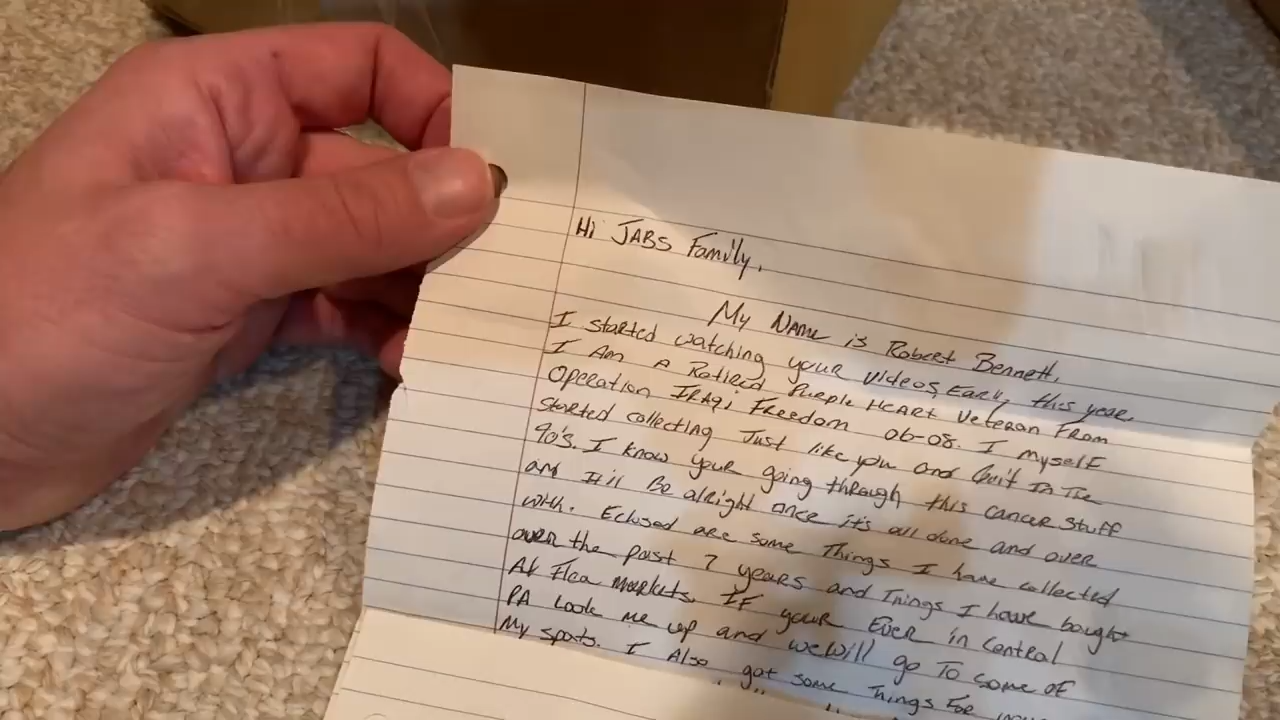 Hi JABS Family,
My Name is Robert Bennett.
I started watching your videos Early this year.
I Am A Retired Purple HEART Veteran From
Operation IRAqi Freedom 06-08. I myself
started collecting Just like you and Quit In The
90's. I know your going through this cancer stuff
and It'll Be alright once it's all done and over
with. Eclosed are some Things I have collected
over the past 7 years and Things I have bought
At Flea markets. IF your Ever in Central
PA Look me up and we will go To some of
My spots. I Also got some Things For